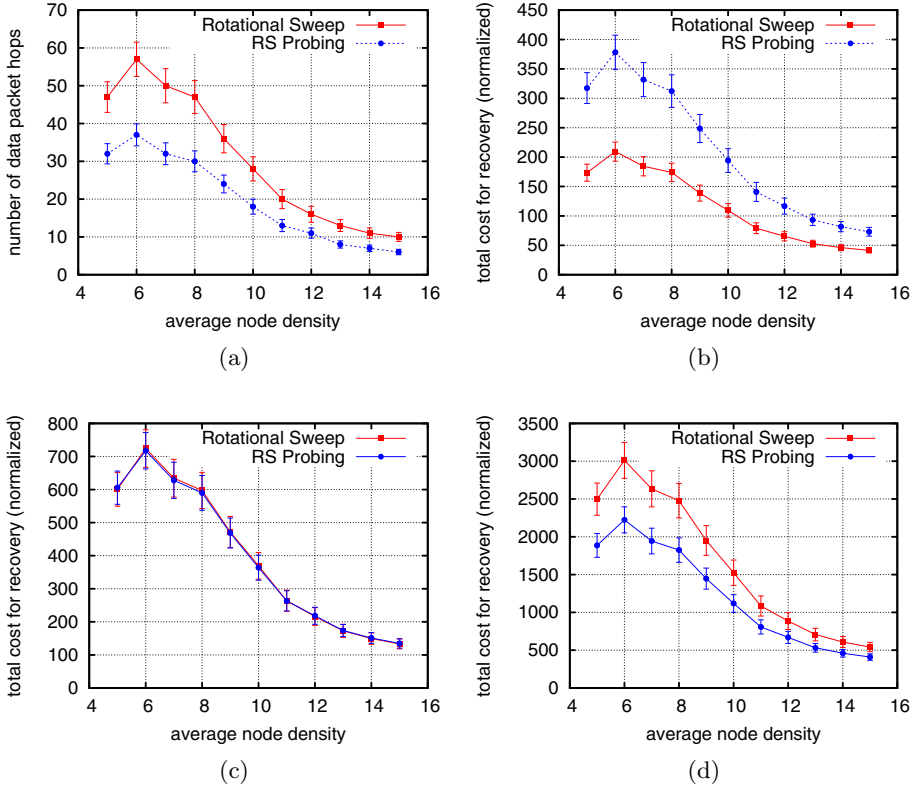 number of data packet hops
70
60
50
40
30
20
10
0
Rotational Sweep
RS Probing
4 6 8 10 12 14 16
average node density
(a)
total cost for recovery (normalized)
450
400
350
300
250
200
150
100
50
0
Rotational Sweep
RS Probing
4 6 8 10 12 14 16
average node density
(b)
total cost for recovery (normalized)
800
700
600
500
400
300
200
100
0
Rotational Sweep
RS Probing
4 6 8 10 12 14 16
average node density
(c)
total cost for recovery (normalized)
3500
3000
2500
2000
1500
1000
500
0
Rotational Sweep
RS Probing
4 6 8 10 12 14 16
average node density
(d)